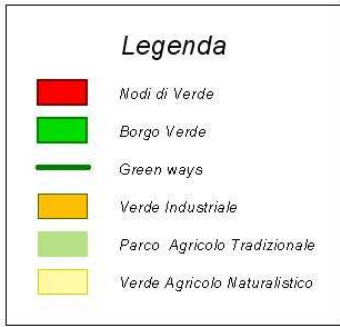 Legenda
Nodi di Verde
Borgo Verde
Green ways
Verde Industriale
Parco Agricolo Tradizionale
Verde Agricolo Naturalistico